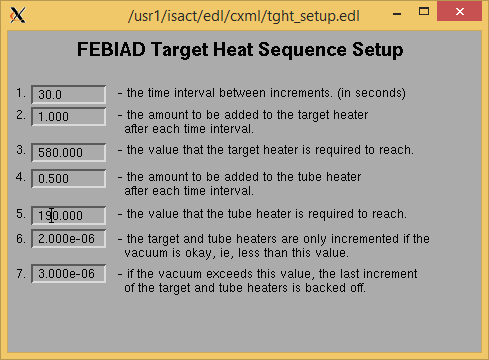 /usr1/isact/edl/cxml/tght_setup.edl
FEBIAD Target Heat Sequence Setup
1. 30.0 - the time interval between increments. (in seconds)
2. 1.000 - the amount to be added to the target heater
after each time interval.
3. 580.000 - the value that the target heater is required to reach.
4. 0.500 - the amount to be added to the tube heater
after each time interval.
5. 190.000 - the value that the tube heater is required to reach.
6. 2.000e-06 - the target and tube heaters are only incremented if the
vacuum is okay, ie, less than this value.
7. 3.000e-06 - if the vacuum exceeds this value, the last increment
of the target and tube heaters is backed off.